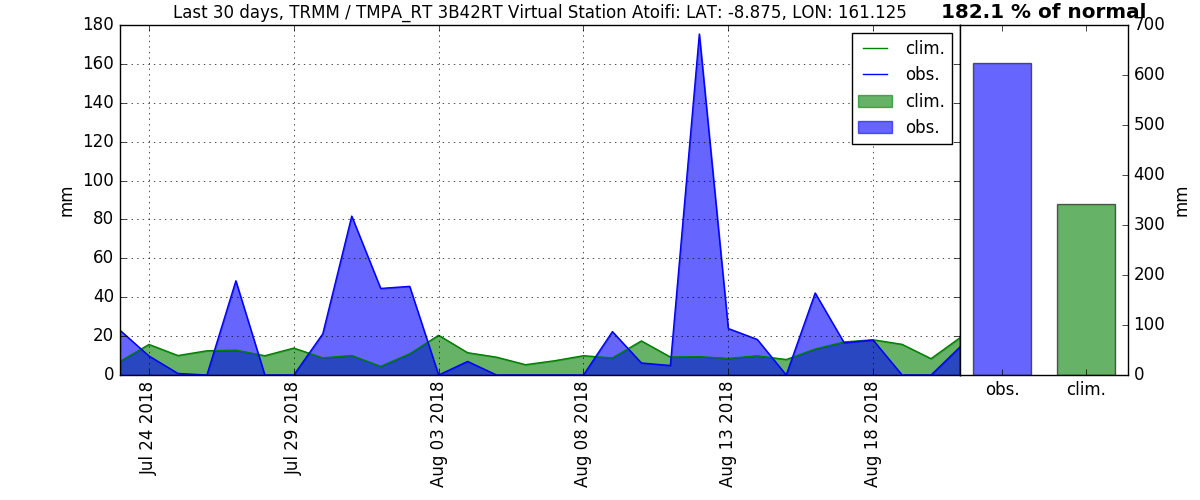 Last 30 days, TRMM / TMPA_RT 3B42RT Virtual Station Atoifi: LAT: -8.875, LON: 161.125
182.1 % of normal
180
160
140
120
100
80
60
40
20
0
mm
clim.
obs.
clim.
obs.
Jul 24 2018
Jul 29 2018
Aug 03 2018
Aug 08 2018
Aug 13 2018
Aug 18 2018
700
600
500
400
300
200
100
0
mm
obs.
clim.